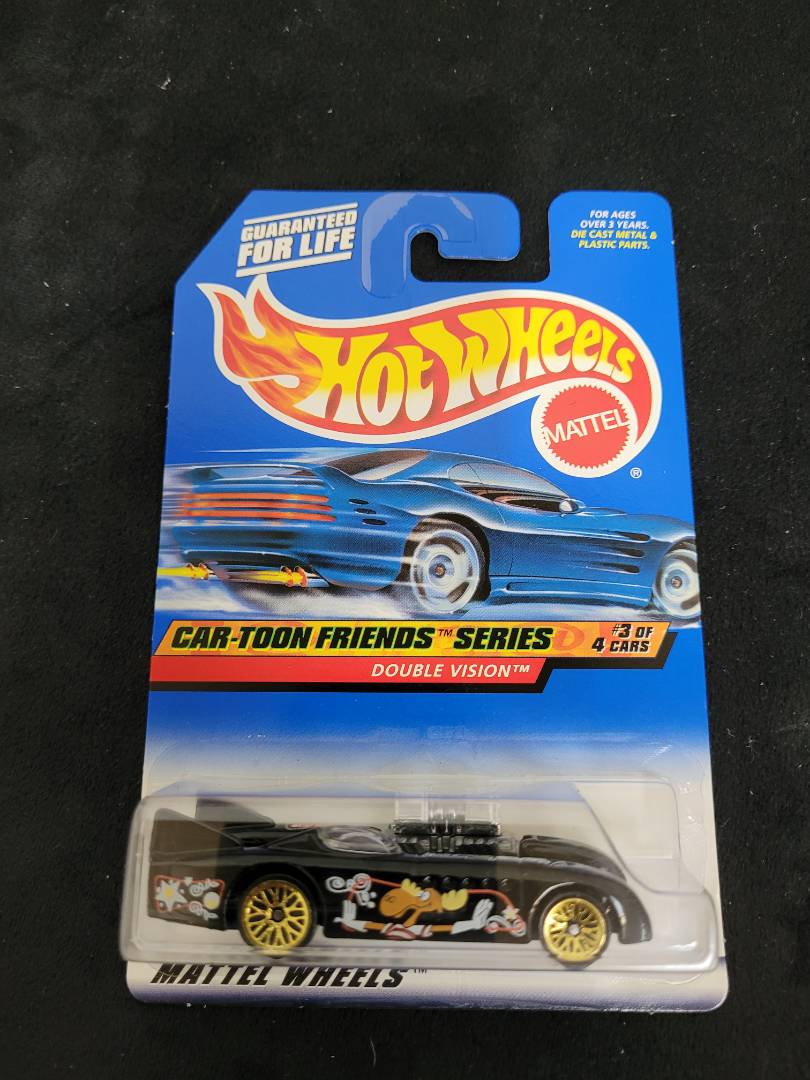 GUARANTEED
FOR LIFE
FOR AGES
OVER 3 YEARS.
DIE CAST METAL &
PLASTIC PARTS.
HOT WHEELS
MATTEL
®
CAR-TOON FRIENDS™ SERIES
#3 OF
4 CARS
DOUBLE VISION™
MATTEL WHEELS™